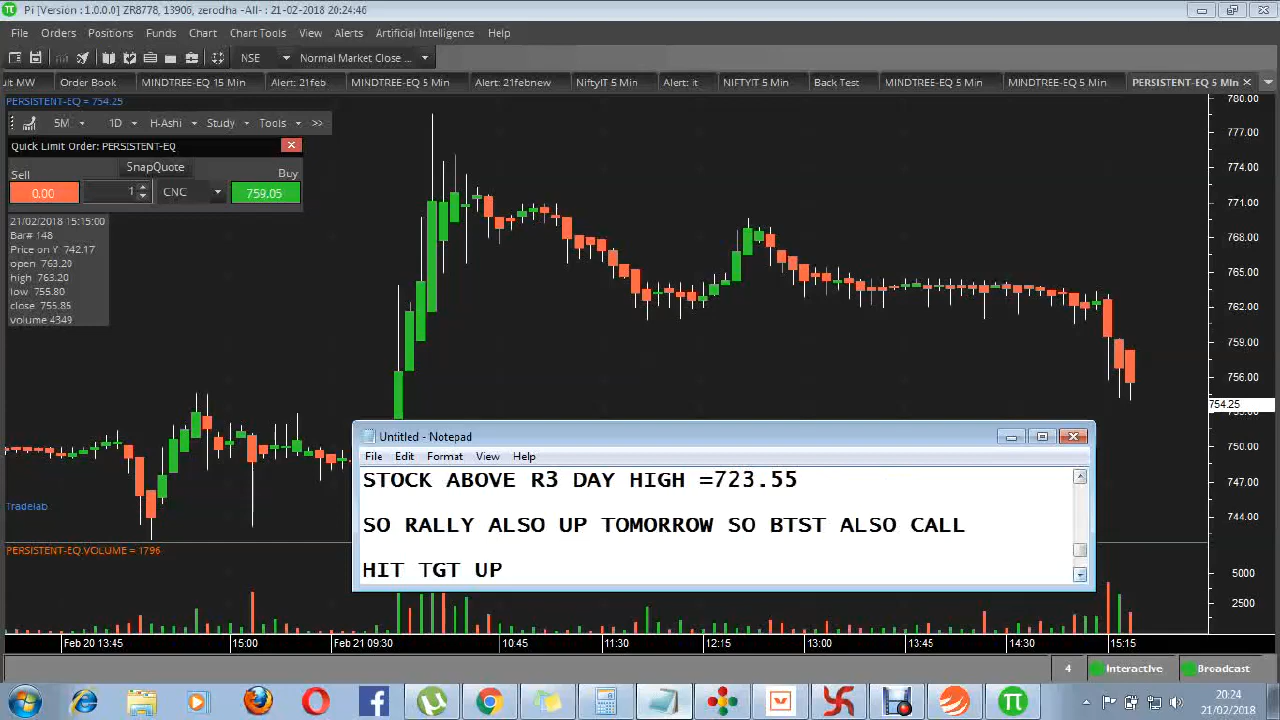 Pi [Version : 1.0.0.0] ZR8778, 13906, zerodha -All- : 21-02-2018 20:24:46
File Orders Positions Funds Chart Chart Tools View Alerts Artificial Intelligence Help
NSE Normal Market Close ...
uit MW Order Book MINDTREE-EQ 15 Min Alert: 21feb MINDTREE-EQ 5 Min Alert: 21febnew NiftyIT 5 Min Alert: it NIFTYIT 5 Min Back Test MINDTREE-EQ 5 Min MINDTREE-EQ 5 Min PERSISTENT-EQ 5 Min
PERSISTENT-EQ = 754.25
5M 1D H-Ashi Study Tools >>
Quick Limit Order: PERSISTENT-EQ
Sell SnapQuote Buy
0.00 1 CNC 759.05
21/02/2018 15:15:00
Bar# 148
Price on Y 742.17
open 763.20
high 763.20
low 755.80
close 755.85
volume 4349
780.00
777.00
774.00
771.00
768.00
765.00
762.00
759.00
756.00
754.25
753.00
750.00
747.00
744.00
Untitled - Notepad
File Edit Format View Help
STOCK ABOVE R3 DAY HIGH =723.55
SO RALLY ALSO UP TOMORROW SO BTST ALSO CALL
HIT TGT UP
Tradelab
PERSISTENT-EQ.VOLUME = 1796
5000
2500
Feb 20 13:45 15:00 Feb 21 09:30 10:45 11:30 12:15 13:00 13:45 14:30 15:15
4 Interactive Broadcast
20:24
21/02/2018